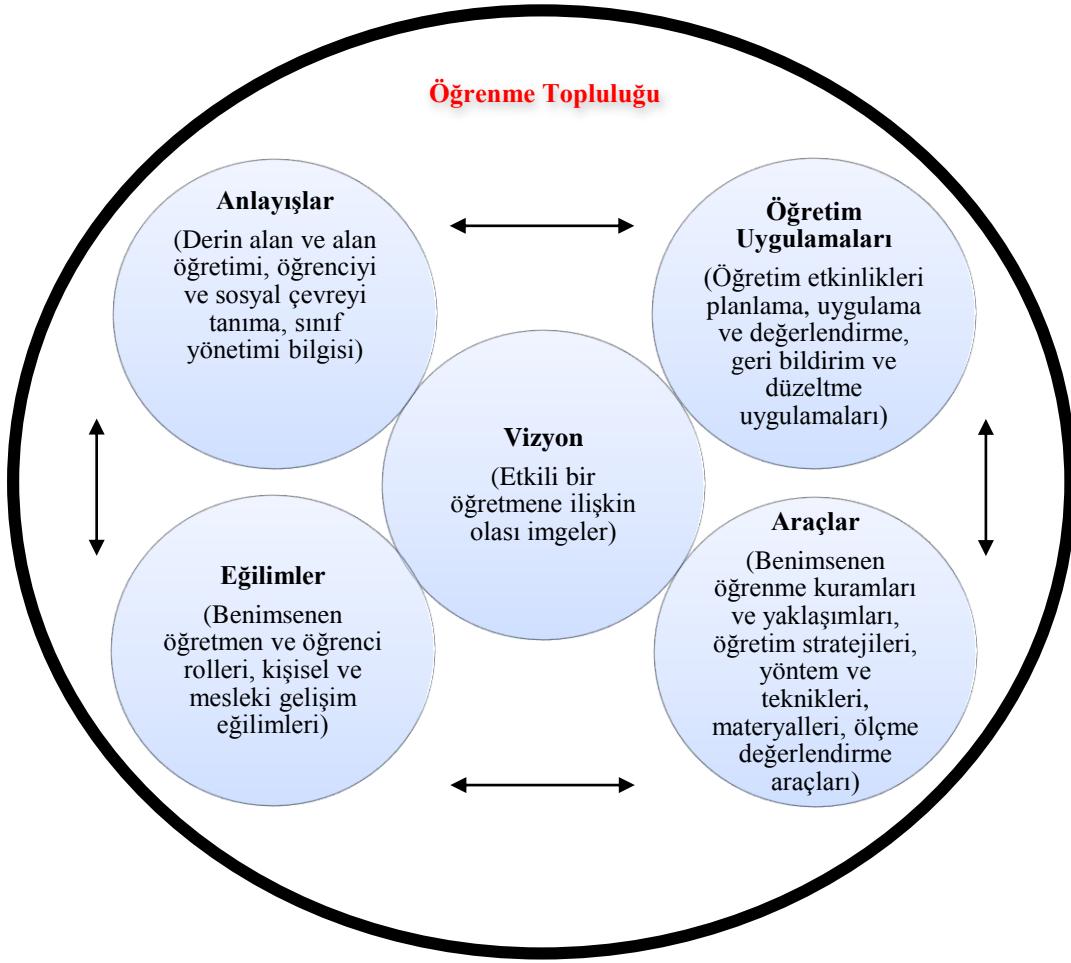 Öğrenme Topluluğu
Anlayışlar
(Derin alan ve alan
öğretimi, öğrenciyi
ve sosyal çevreyi
tanıma, sınıf
yönetimi bilgisi)
Öğretim
Uygulamaları
(Öğretim etkinlikleri
planlama, uygulama
ve değerlendirme,
geri bildirim ve
düzeltme
uygulamaları)
Vizyon
(Etkili bir
öğretmene ilişkin
olası imgeler)
Eğilimler
(Benimsenen
öğretmen ve öğrenci
rolleri, kişisel ve
mesleki gelişim
eğilimleri)
Araçlar
(Benimsenen
öğrenme kuramları
ve yaklaşımları,
öğretim stratejileri,
yöntem ve
teknikleri,
materyalleri, ölçme
değerlendirme
araçları)